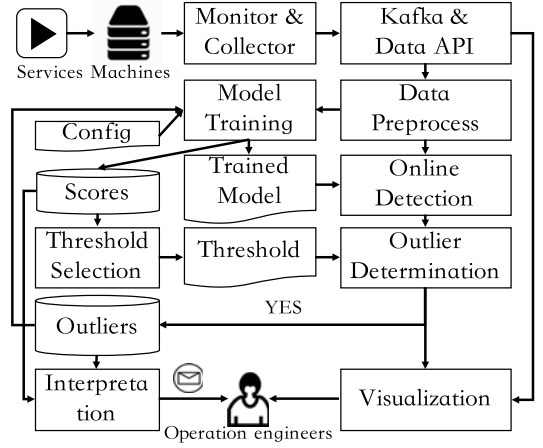 Monitor &
Collector
Kafka &
Data API
Services
Machines
Model
Training
Data
Preprocess
Config
Trained
Model
Online
Detection
Scores
Threshold
Selection
Threshold
Outlier
Determination
YES
Outliers
Interpreta
tion
Visualization
Operation engineers